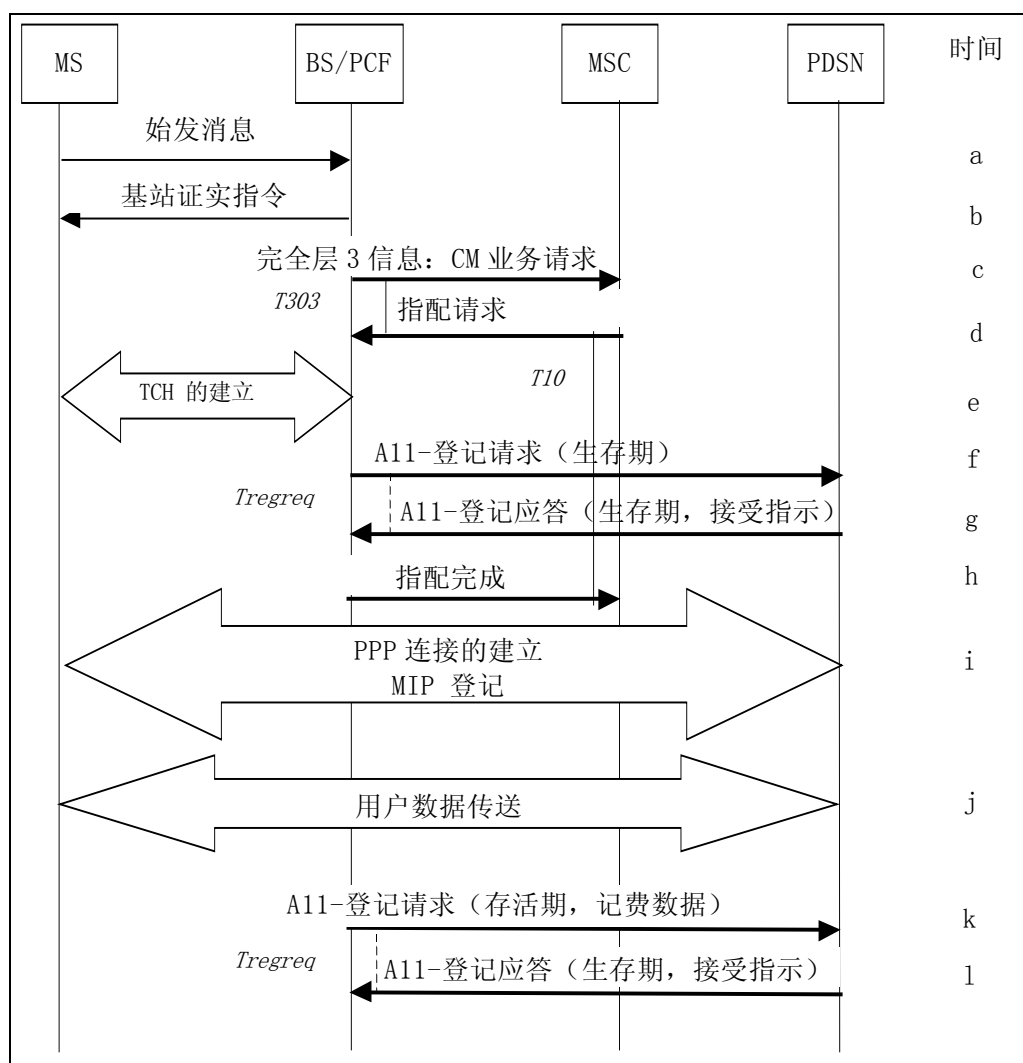 MS
BS/PCF
MSC
PDSN
时间
始发消息
a
基站证实指令
b
完全层 3 信息: CM 业务请求
c
T303
指配请求
d
T10
TCH 的建立
e
A11-登记请求（生存期）
f
Tregreq
A11-登记应答（生存期，接受指示）
g
指配完成
h
PPP 连接的建立
i
MIP 登记
用户数据传送
j
A11-登记请求（存活期，记费数据）
k
Tregreq
A11-登记应答（生存期，接受指示）
l